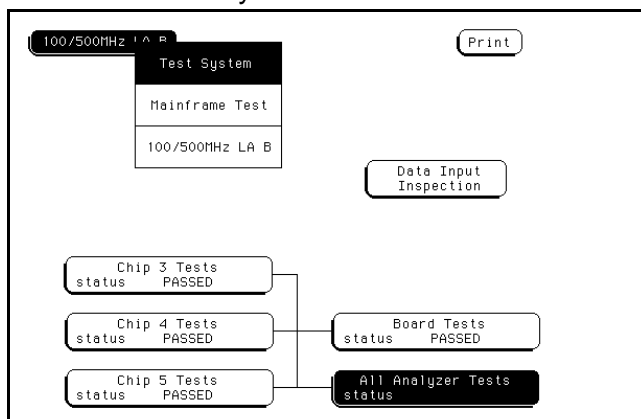 100/500MHz LA B
Print
Test System
Mainframe Test
100/500MHz LA B
Data Input
Inspection
Chip 3 Tests
status PASSED
Chip 4 Tests
status PASSED
Board Tests
status PASSED
Chip 5 Tests
status PASSED
All Analyzer Tests
status